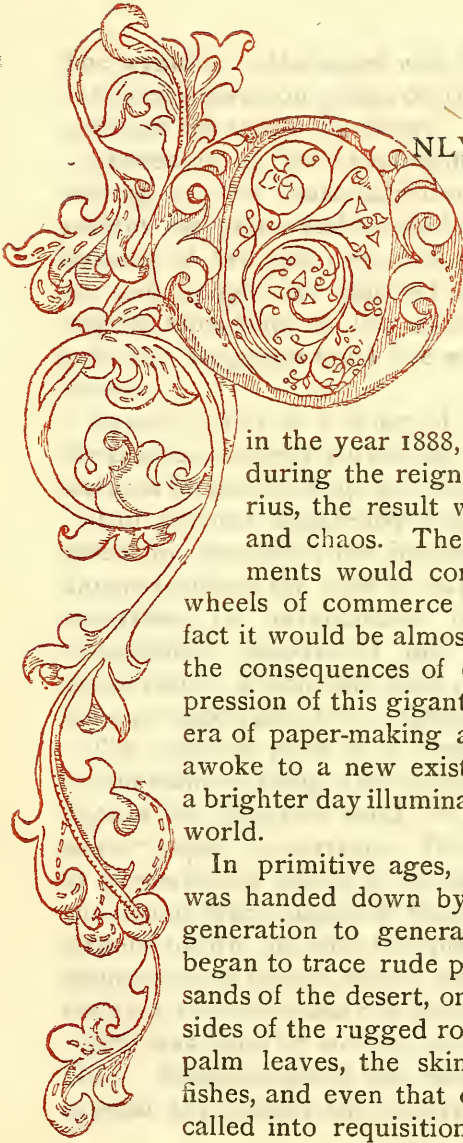 ONLY
in the year 1888,
during the reign
rius, the result w
and chaos. The
ments would con
wheels of commerce
fact it would be almos
the consequences of
pression of this gigant
era of paper-making a
awoke to a new exist
a brighter day illumina
world.
In primitive ages,
was handed down by
generation to genera
began to trace rude p
sands of the desert, or
sides of the rugged ro
palm leaves, the skin
fishes, and even that
called into requisition